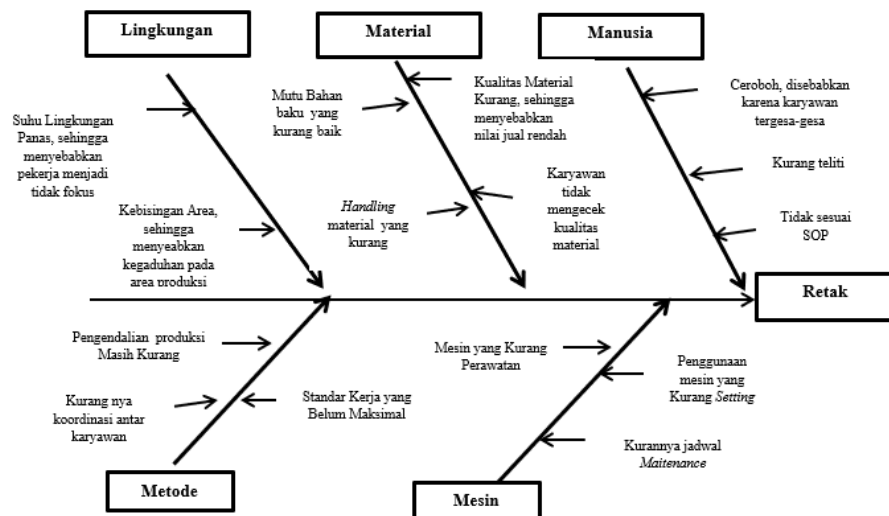 Lingkungan
Material
Manusia
Suhu Lingkungan
Panas, sehingga
menyebabkan
pekerja menjadi
tidak fokus
Kebisingan Area,
sehingga
menyeabkan
kegaduhan pada
area produksi
Mutu Bahan
baku yang
kurang baik
Kualitas Material
Kurang, sehingga
menyebabkan
nilai jual rendah
Handling
material yang
kurang
Karyawan
tidak
mengecek
kualitas
material
Ceroboh, disebabkan
karena karyawan
tergesa-gesa
Kurang teliti
Tidak sesuai
SOP
Retak
Pengendalian produksi
Masih Kurang
Kurang nya
koordinasi antar
karyawan
Standar Kerja yang
Belum Maksimal
Mesin yang Kurang
Perawatan
Penggunaan
mesin yang
Kurang Setting
Kurannya jadwal
Maitenance
Metode
Mesin